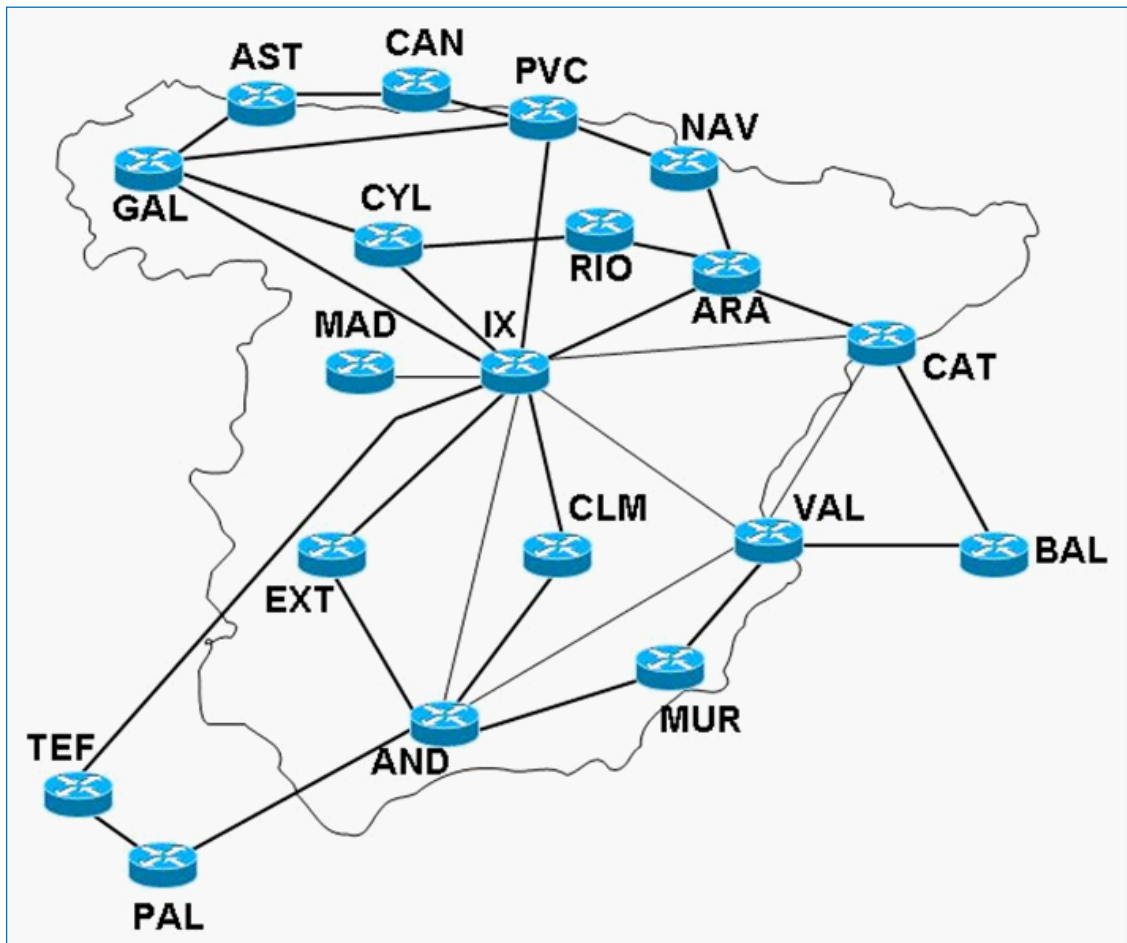 CAN
AST
PVC
NAV
GAL
CYL
RIO
ARA
MAD
IX
CAT
CLM
VAL
BAL
EXT
MUR
TEF
AND
PAL